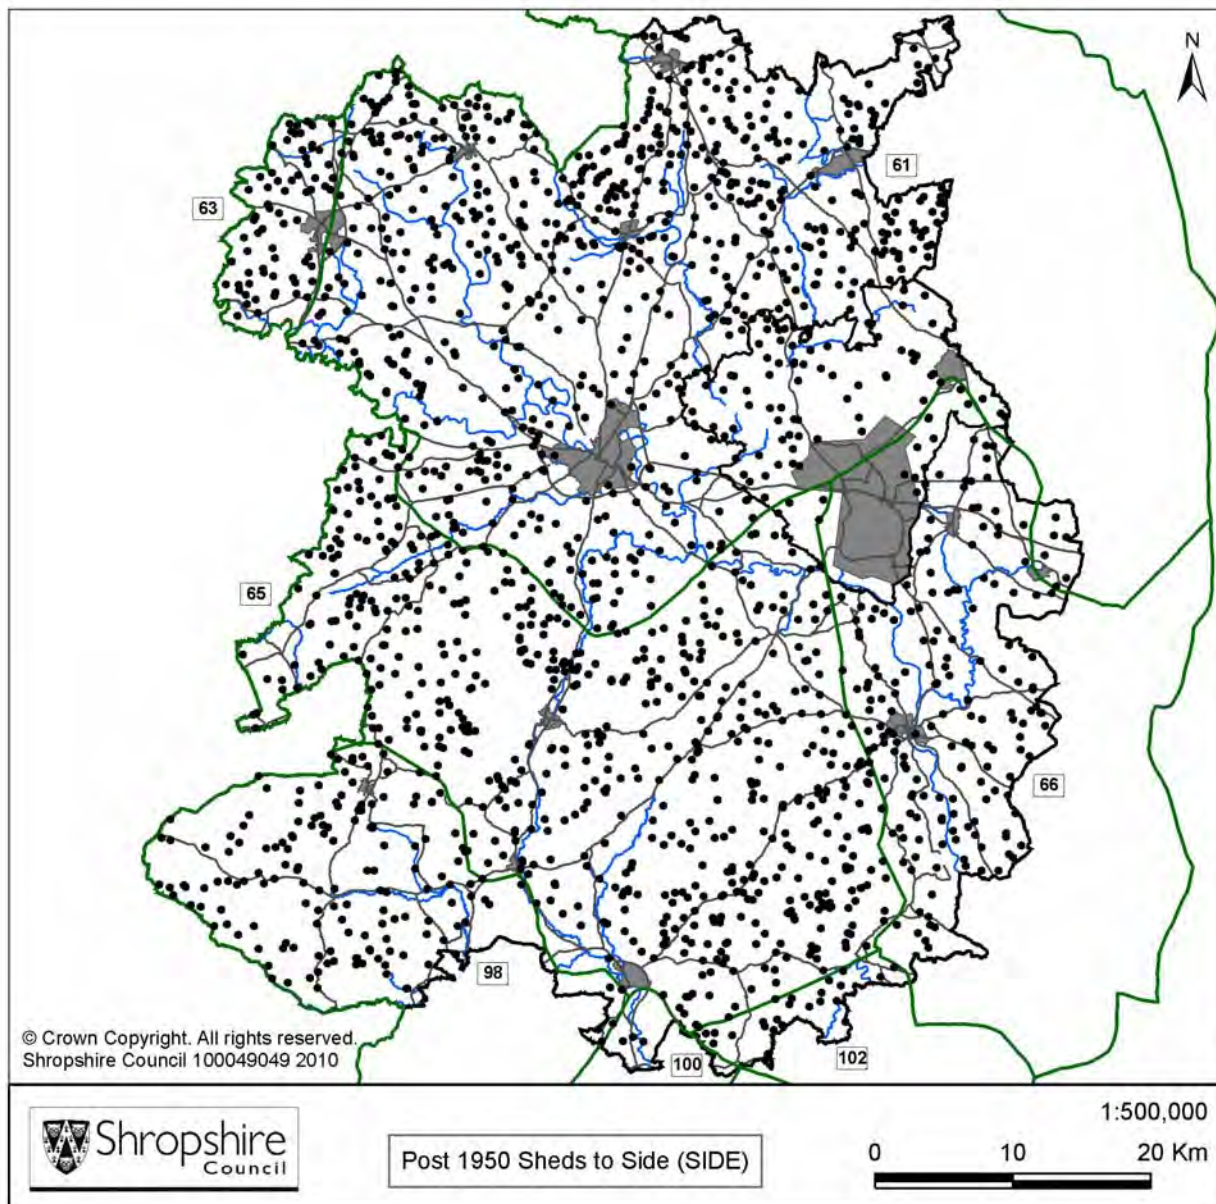 N
61
63
65
66
98
100
102
© Crown Copyright. All rights reserved.
Shropshire Council 100049049 2010
Shropshire
Council
Post 1950 Sheds to Side (SIDE)
1:500,000
0 10 20 Km